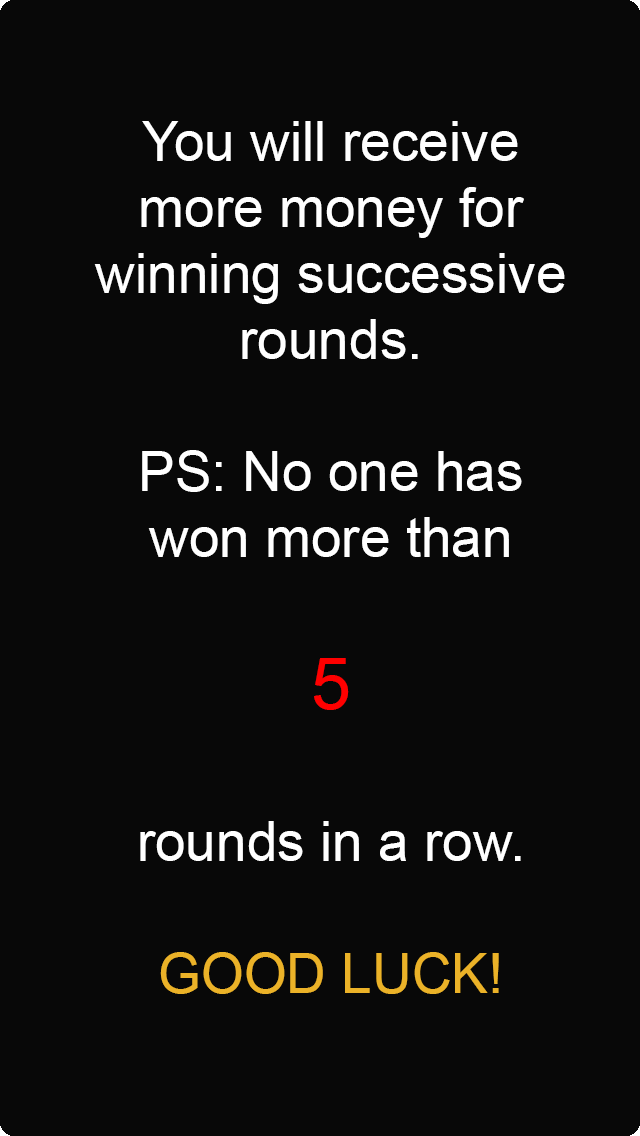 You will receive
more money for
winning successive
rounds.
PS: No one has
won more than
5
rounds in a row.
GOOD LUCK!